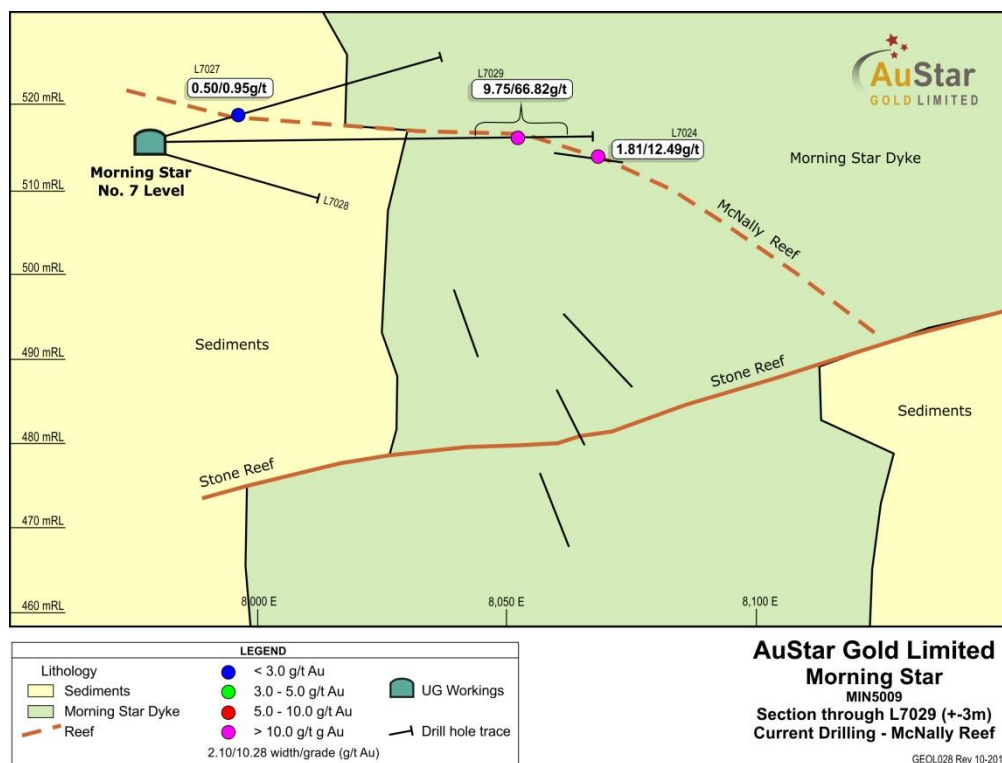 L7027
0.50/0.95g/t
L7029
9.75/66.82g/t
L7024
1.81/12.49g/t
AuStar
GOLD LIMITED
520 mRL
Morning Star
No. 7 Level
L7028
Morning Star Dyke
510 mRL
McNally Reef
500 mRL
Sediments
490 mRL
Stone Reef
Sediments
480 mRL
Stone Reef
470 mRL
460 mRL
8,000 E
8,050 E
8,100 E
LEGEND
Lithology
Sediments
Morning Star Dyke
Reef
< 3.0 g/t Au
3.0 - 5.0 g/t Au
5.0 - 10.0 g/t Au
> 10.0 g/t g Au
2.10/10.28 width/grade (g/t Au)
UG Workings
Drill hole trace
AuStar Gold Limited
Morning Star
MIN5009
Section through L7029 (+-3m)
Current Drilling - McNally Reef
GEOL028 Rev 10-201